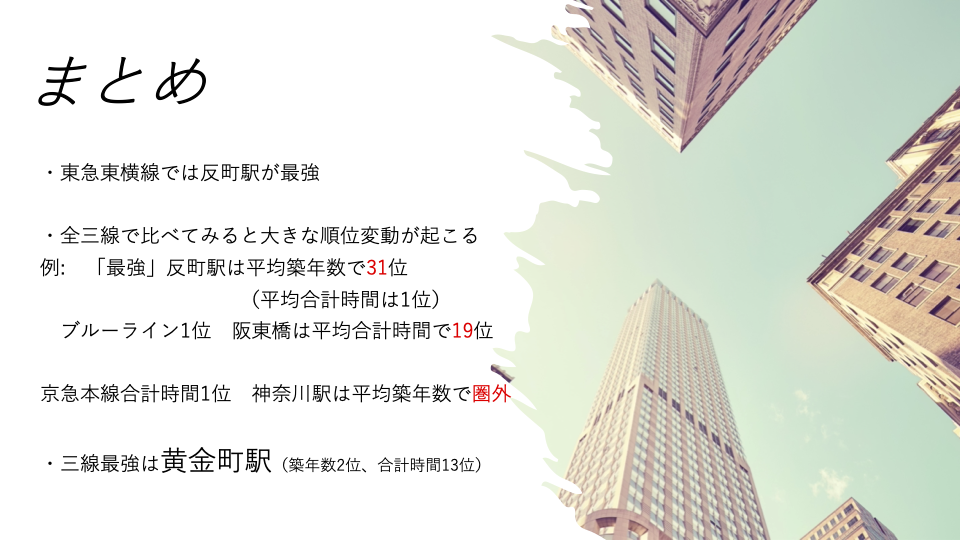 まとめ
・東急東横線では反町駅が最強
・全三線で比べてみると大きな順位変動が起こる
例:　「最強」反町駅は平均築年数で31位
（平均合計時間は1位）
ブルーライン1位　阪東橋は平均合計時間で19位
京急本線合計時間1位　神奈川駅は平均築年数で圏外
・三線最強は黄金町駅（築年数2位、合計時間13位）